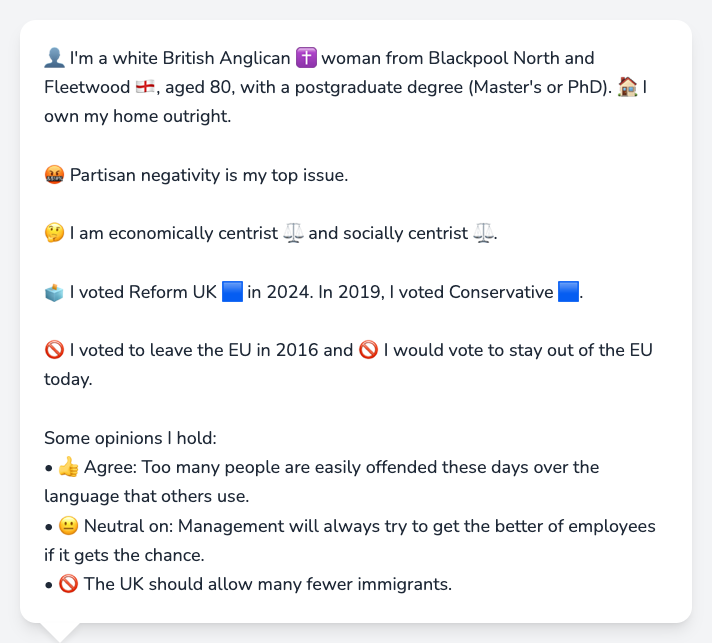 👤 I'm a white British Anglican ✝️ woman from Blackpool North and
Fleetwood 🏴󠁧󠁢󠁥󠁮󠁧󠁿, aged 80, with a postgraduate degree (Master's or PhD). 🏠 I
own my home outright.
🤬 Partisan negativity is my top issue.
🤔 I am economically centrist ⚖️ and socially centrist ⚖️.
🗳️ I voted Reform UK 🟦 in 2024. In 2019, I voted Conservative 🟦.
🚫 I voted to leave the EU in 2016 and 🚫 I would vote to stay out of the EU
today.
Some opinions I hold:
• 👍 Agree: Too many people are easily offended these days over the
language that others use.
• 😐 Neutral on: Management will always try to get the better of employees
if it gets the chance.
• 🚫 The UK should allow many fewer immigrants.